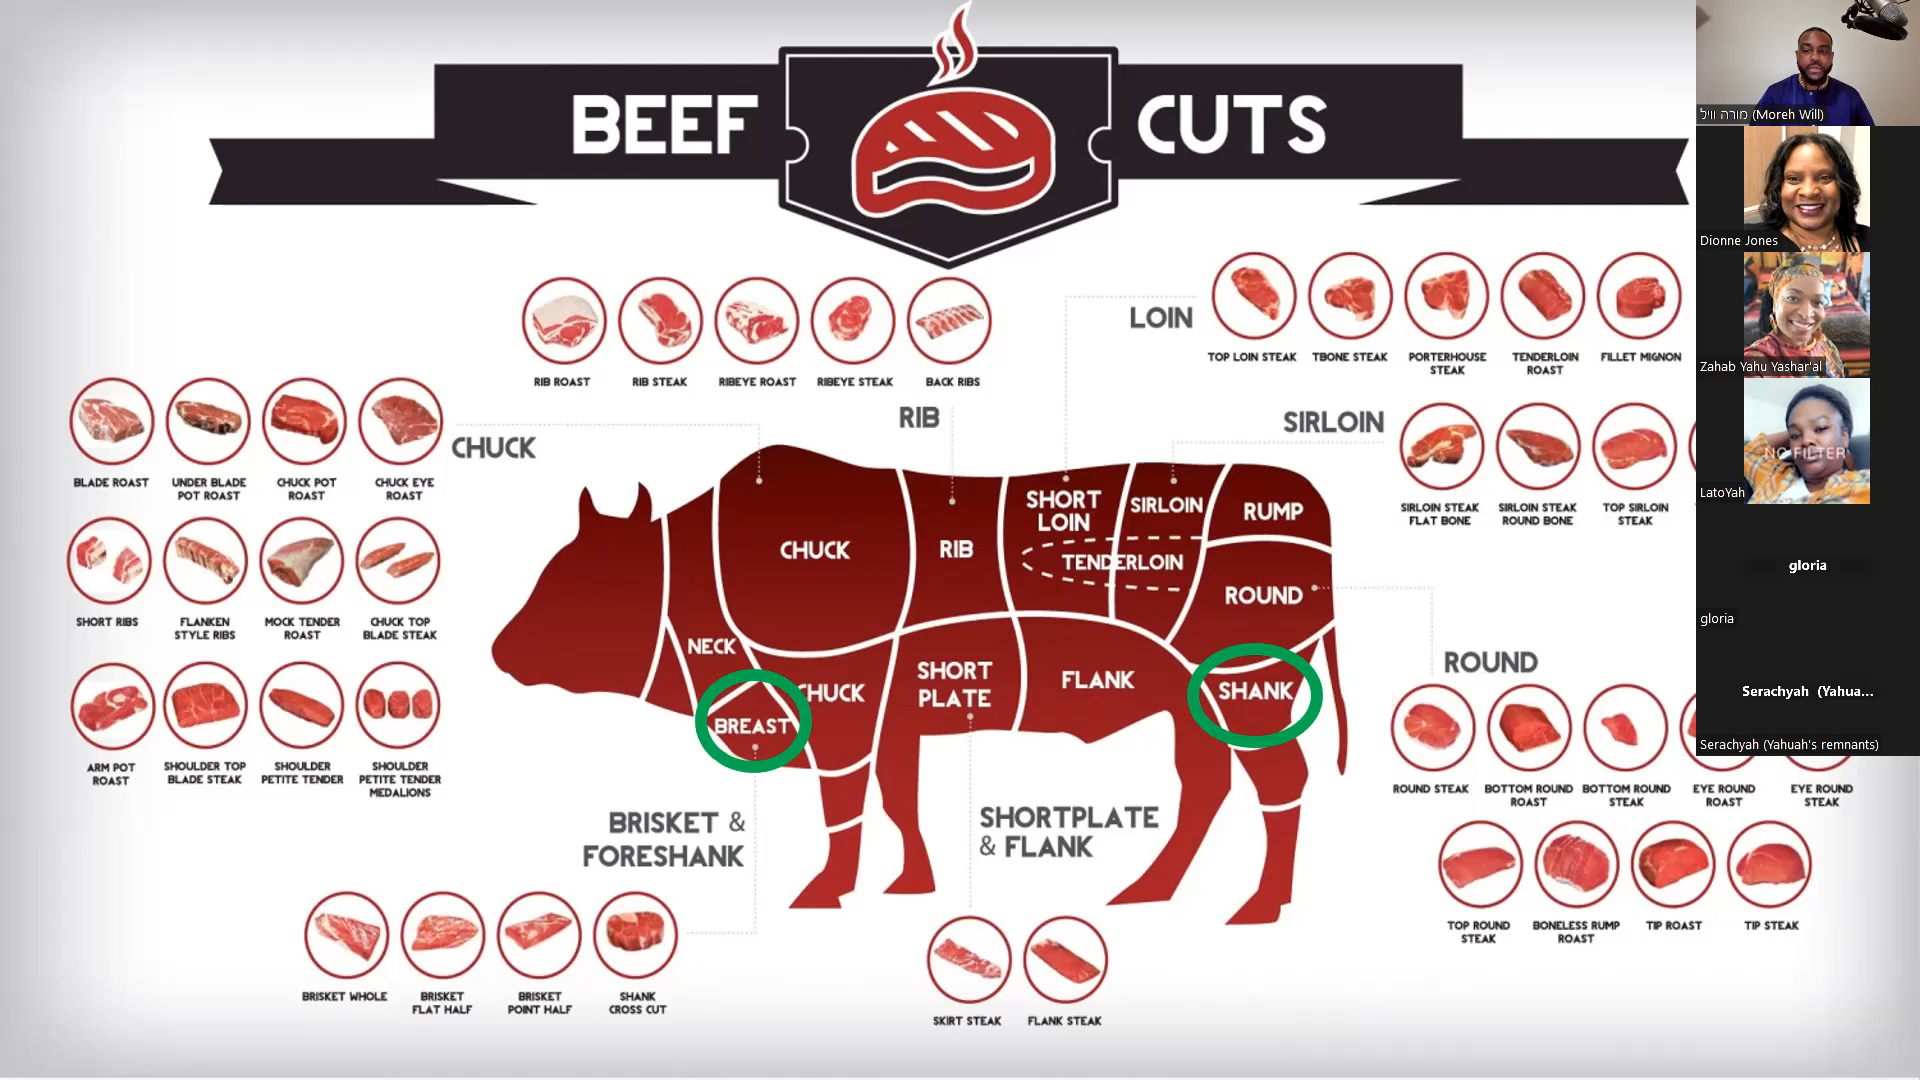 BEEF CUTS
LOIN
TOP LOIN STEAK
TBONE STEAK
PORTERHOUSE
STEAK
TENDERLOIN
ROAST
FILLET MIGNON
RIB ROAST
RIB STEAK
RIBEYE ROAST
RIBEYE STEAK
BACK RIBS
RIB
SIRLOIN
SIRLOIN STEAK
FLAT BONE
SIRLOIN STEAK
ROUND BONE
TOP SIRLOIN
STEAK
CHUCK
BLADE ROAST
UNDER BLADE
POT ROAST
CHUCK POT
ROAST
CHUCK EYE
ROAST
SHORT RIBS
FLANKEN
STYLE RIBS
MOCK TENDER
ROAST
CHUCK TOP
BLADE STEAK
ARM POT
ROAST
SHOULDER TOP
BLADE STEAK
SHOULDER
PETITE TENDER
SHOULDER
PETITE TENDER
MEDALIONS
CHUCK
RIB
SHORT
LOIN
SIRLOIN
TENDERLOIN
RUMP
ROUND
NECK
BREAST
CHUCK
SHORT
PLATE
FLANK
SHANK
ROUND
ROUND STEAK
BOTTOM ROUND
ROAST
BOTTOM ROUND
STEAK
EYE ROUND
ROAST
EYE ROUND
STEAK
TOP ROUND
STEAK
BONELESS RUMP
ROAST
TIP ROAST
TIP STEAK
BRISKET &
FORESHANK
BRISKET WHOLE
BRISKET
FLAT HALF
BRISKET
POINT HALF
SHANK
CROSS CUT
SHORTPLATE
& FLANK
SKIRT STEAK
FLANK STEAK
מורה וויל (Moreh Will)
Dionne Jones
Zahab Yahu Yashar'al
NO FILTER
LatoYah
gloria
gloria
Serachyah (Yahua...
Serachyah (Yahuah's remnants)